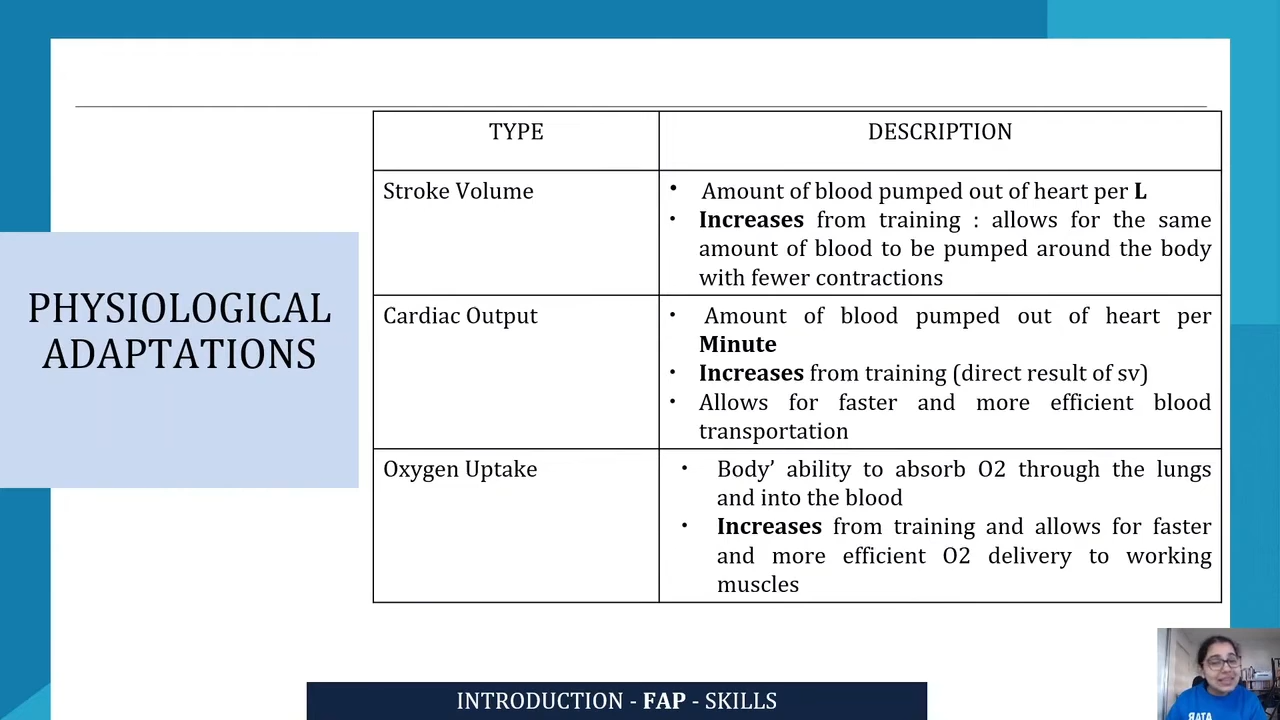 TYPE
DESCRIPTION
Stroke Volume
• Amount of blood pumped out of heart per L
• Increases from training : allows for the same
amount of blood to be pumped around the body
with fewer contractions
PHYSIOLOGICAL
ADAPTATIONS
Cardiac Output
• Amount of blood pumped out of heart per
Minute
• Increases from training (direct result of sv)
• Allows for faster and more efficient blood
transportation
Oxygen Uptake
• Body’ ability to absorb O2 through the lungs
and into the blood
• Increases from training and allows for faster
and more efficient O2 delivery to working
muscles
INTRODUCTION - FAP - SKILLS